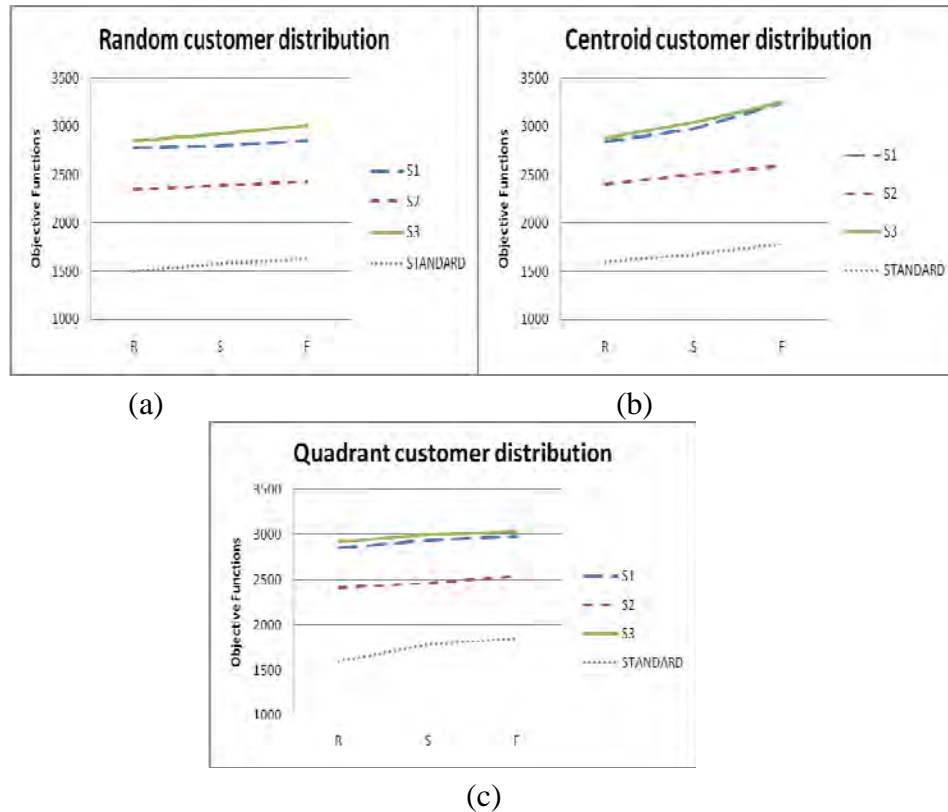 Random customer distribution
3500
3000
2500
2000
1500
1000
Objective Functions
R S F
S1
S2
S3
STANDARD
(a)
Centroid customer distribution
3500
3000
2500
2000
1500
1000
Objective Functions
R S F
S1
S2
S3
STANDARD
(b)
Quadrant customer distribution
3500
3000
2500
2000
1500
1000
Objective Functions
R S F
S1
S2
S3
STANDARD
(c)